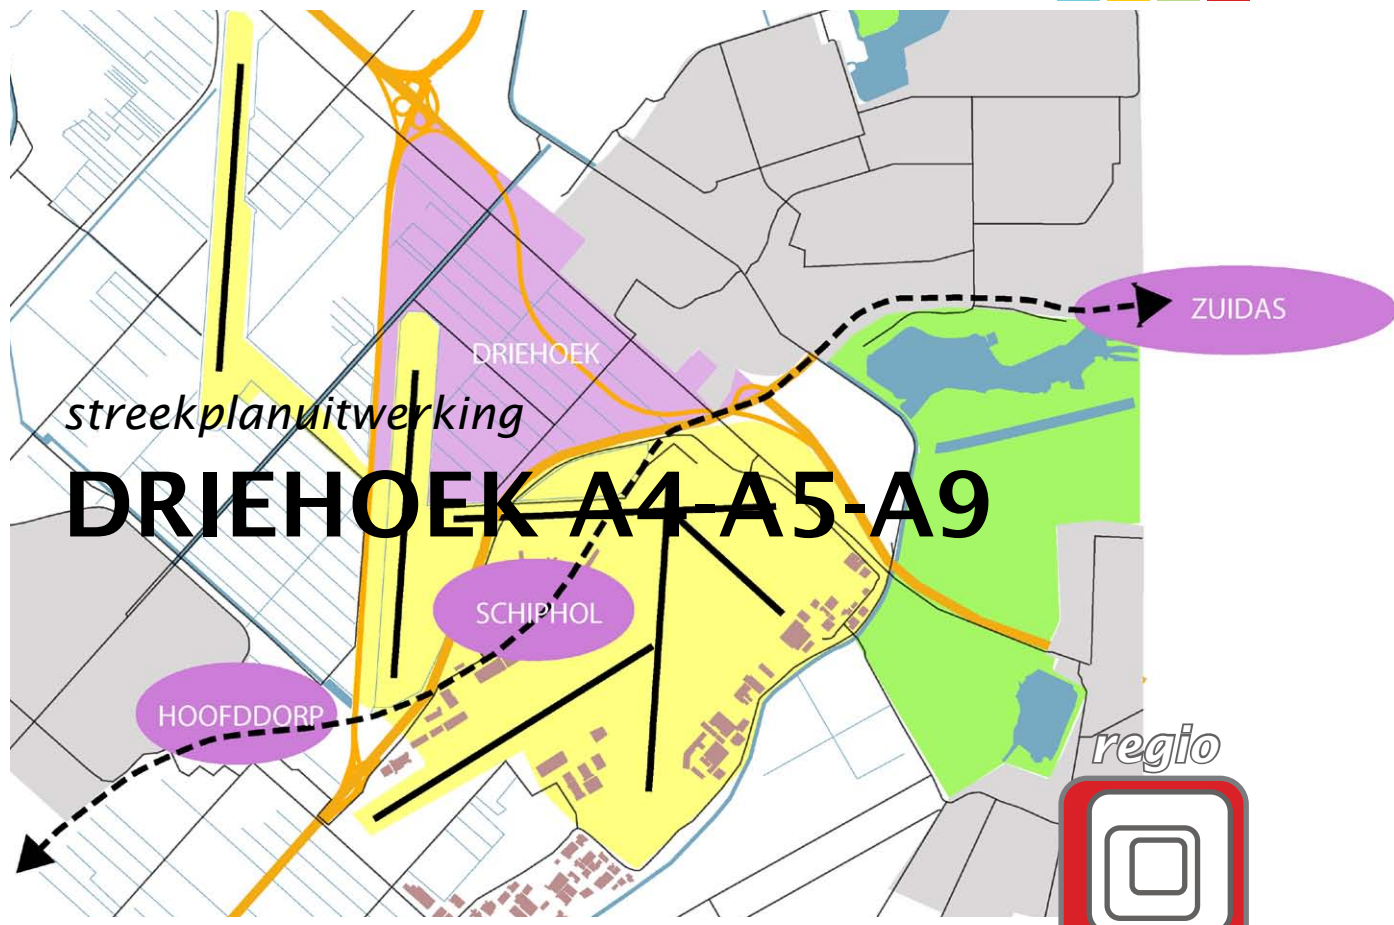 ZUIDAS
DRIEHOEK
streekplanuitwerking
DRIEHOEK A4-A5-A9
SCHIPHOL
HOOFDDORP
regio